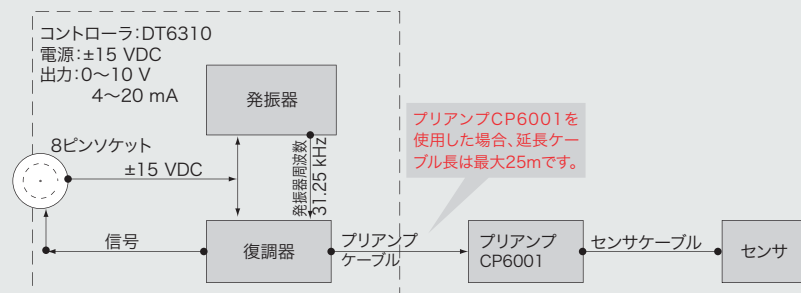 コントローラ:DT6310
電源:±15 VDC
出力:0〜10 V
4〜20 mA
発振器
プリアンプCP6001を
使用した場合、延長ケー
ブル長は最大25mです。
8ピンソケット
±15 VDC
発振器周波数
31.25 kHz
信号
復調器
プリアンプ
ケーブル
プリアンプ
CP6001
センサケーブル
センサ